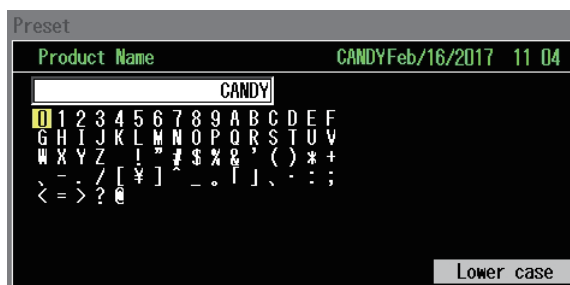 Preset
Product Name CANDYFeb/16/2017 11 04
CANDY
0 1 2 3 4 5 6 7 8 9 A B C D E F
G H I J K L M N O P Q R S T U V
W X Y Z _ ! " # $ % & ' ( ) * +
、 - . / [ ¥ ] ^ _ 。 「 」 、 ・ : ;
< = > ? @
Lower case